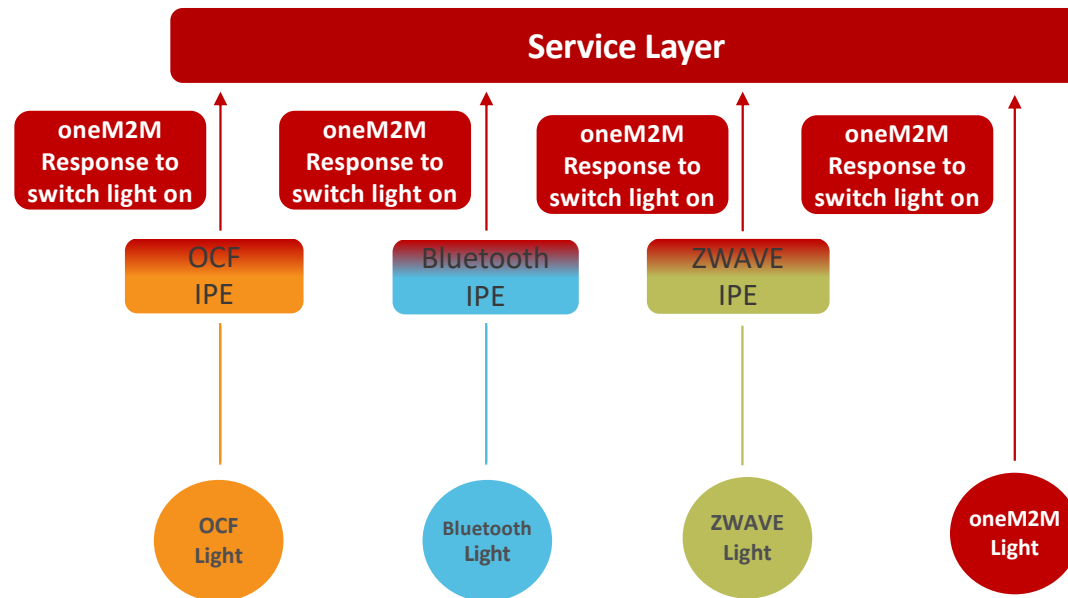 Service Layer
oneM2M
Response to
switch light on
oneM2M
Response to
switch light on
oneM2M
Response to
switch light on
oneM2M
Response to
switch light on
OCF
IPE
Bluetooth
IPE
ZWAVE
IPE
OCF
Light
Bluetooth
Light
ZWAVE
Light
oneM2M
Light